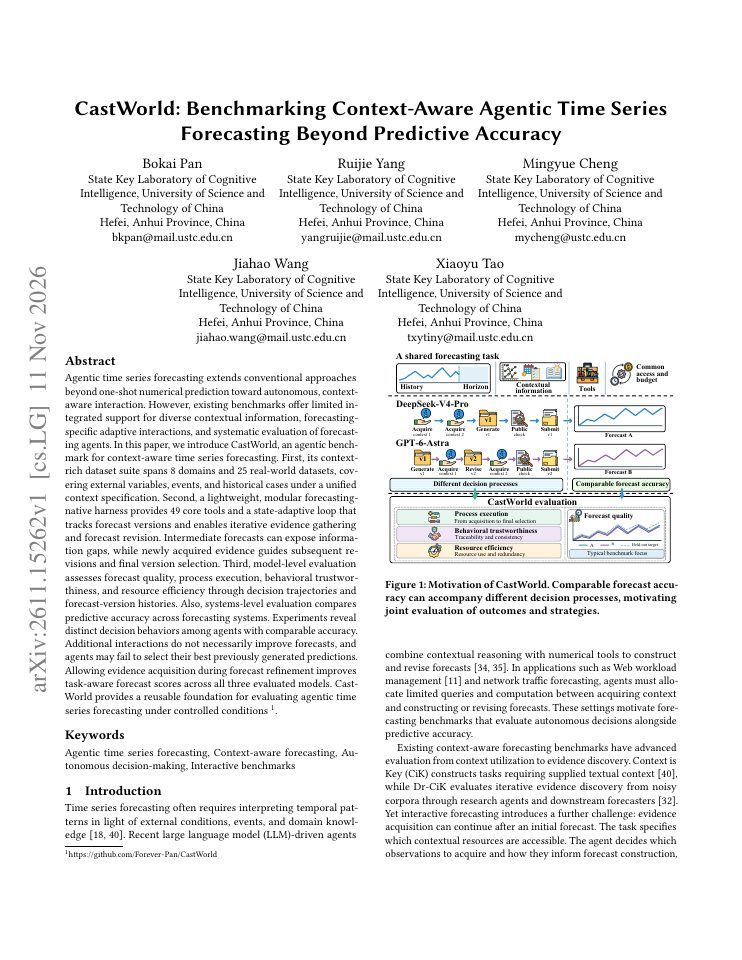 CastWorld: Benchmarking Context-Aware Agentic Time Series
Forecasting Beyond Predictive Accuracy
Bokai Pan
State Key Laboratory of Cognitive
Intelligence, University of Science and
Technology of China
Hefei, Anhui Province, China
bkpan@mail.ustc.edu.cn
Ruijie Yang
State Key Laboratory of Cognitive
Intelligence, University of Science and
Technology of China
Hefei, Anhui Province, China
yangruijie@mail.ustc.edu.cn
Mingyue Cheng
State Key Laboratory of Cognitive
Intelligence, University of Science and
Technology of China
Hefei, Anhui Province, China
mycheng@ustc.edu.cn
Jiahao Wang
State Key Laboratory of Cognitive
Intelligence, University of Science and
Technology of China
Hefei, Anhui Province, China
jiahao.wang@mail.ustc.edu.cn
Xiaoyu Tao
State Key Laboratory of Cognitive
Intelligence, University of Science and
Technology of China
Hefei, Anhui Province, China
txytiny@mail.ustc.edu.cn
arXiv:2611.15262v1 [cs.LG] 11 Nov 2026
Abstract
Agentic time series forecasting extends conventional approaches
beyond one-shot numerical prediction toward autonomous, context-
aware interaction. However, existing benchmarks offer limited in-
tegrated support for diverse contextual information, forecasting-
specific adaptive interactions, and systematic evaluation of forecast-
ing agents. In this paper, we introduce CastWorld, an agentic bench-
mark for context-aware time series forecasting. First, its context-
rich dataset suite spans 8 domains and 25 real-world datasets, cov-
ering external variables, events, and historical cases under a unified
context specification. Second, a lightweight, modular forecasting-
native harness provides 49 core tools and a state-adaptive loop that
tracks forecast versions and enables iterative evidence gathering
and forecast revision. Intermediate forecasts can expose informa-
tion gaps, while newly acquired evidence guides subsequent re-
visions and final version selection. Third, model-level evaluation
assesses forecast quality, process execution, behavioral trustwor-
thiness, and resource efficiency through decision trajectories and
forecast-version histories. Also, systems-level evaluation compares
predictive accuracy across forecasting systems. Experiments reveal
distinct decision behaviors among agents with comparable accuracy.
Additional interactions do not necessarily improve forecasts, and
agents may fail to select their best previously generated predictions.
Allowing evidence acquisition during forecast refinement improves
task-aware forecast scores across all three evaluated models. Cast-
World provides a reusable foundation for evaluating agentic time
series forecasting under controlled conditions 1.
Keywords
Agentic time series forecasting, Context-aware forecasting, Au-
tonomous decision-making, Interactive benchmarks
1 Introduction
Time series forecasting often requires interpreting temporal pat-
terns in light of external conditions, events, and domain knowl-
edge [18, 40]. Recent large language model (LLM)-driven agents
1https://github.com/Forever-Pan/CastWorld
A shared forecasting task
History
Horizon
Contextual
information
Tools
Common
access and
budget
DeepSeek-V4-Pro
Acquire
context 1
Acquire
context 2
Generate
v1
Public
check
Submit
v1
Forecast A
GPT-6-Astra
v1
Generate
v1
Acquire
context 1
v2
Revise
v2
Acquire
context 2
Public
check
Submit
v2
Forecast B
Different decision processes
Comparable forecast accuracy
CastWorld evaluation
Process execution
From acquisition to final selection
Behavioral trustworthiness
Traceability and consistency
Resource efficiency
Resource use and redundancy
Forecast quality
A
B
Held-out target
Typical benchmark focus
Figure 1: Motivation of CastWorld. Comparable forecast accu-
racy can accompany different decision processes, motivating
joint evaluation of outcomes and strategies.
combine contextual reasoning with numerical tools to construct
and revise forecasts [34, 35]. In applications such as Web workload
management [11] and network traffic forecasting, agents must allo-
cate limited queries and computation between acquiring context
and constructing or revising forecasts. These settings motivate fore-
casting benchmarks that evaluate autonomous decisions alongside
predictive accuracy.
Existing context-aware forecasting benchmarks have advanced
evaluation from context utilization to evidence discovery. Context is
Key (CiK) constructs tasks requiring supplied textual context [40],
while Dr-CiK evaluates iterative evidence discovery from noisy
corpora through research agents and downstream forecasters [32].
Yet interactive forecasting introduces a further challenge: evidence
acquisition can continue after an initial forecast. The task specifies
which contextual resources are accessible. The agent decides which
observations to acquire and how they inform forecast construction,